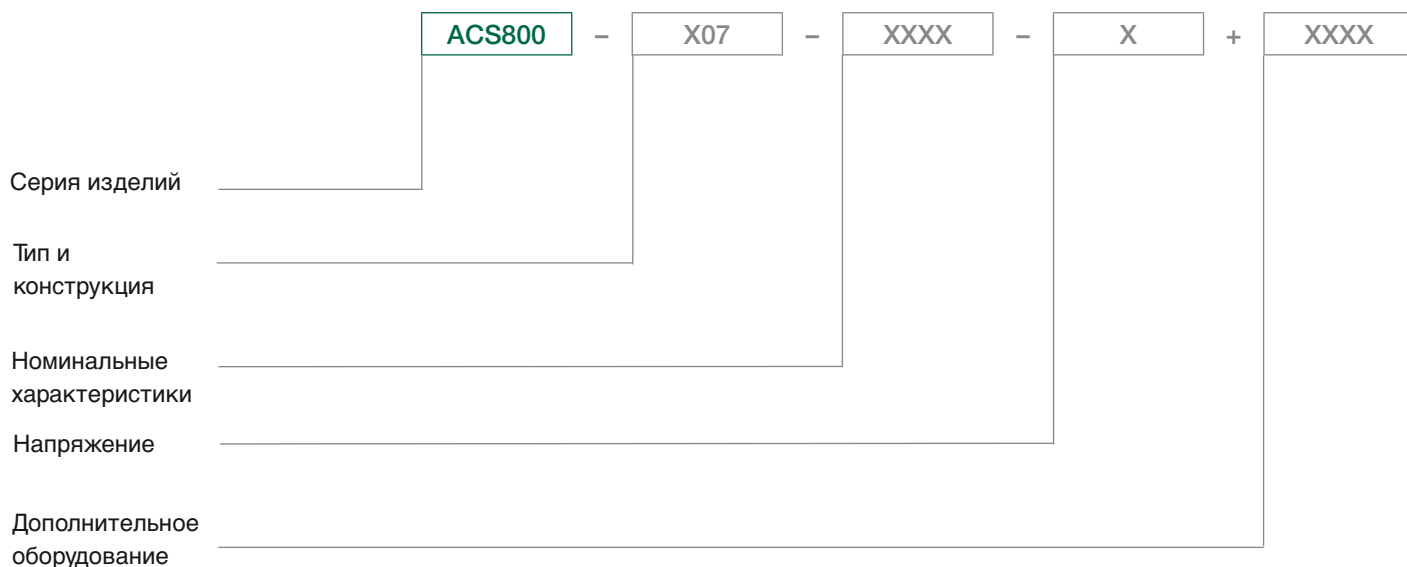 ACS800 – X07 – XXXX – X + XXXX
Серия изделий
Тип и
конструкция
Номинальные
характеристики
Напряжение
Дополнительное
оборудование